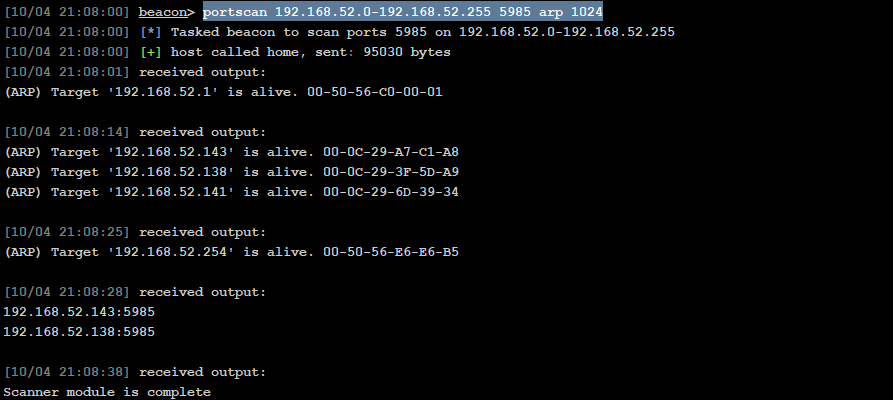 [10/04 21:08:00] beacon> portscan 192.168.52.0-192.168.52.255 5985 arp 1024
[10/04 21:08:00] [*] Tasked beacon to scan ports 5985 on 192.168.52.0-192.168.52.255
[10/04 21:08:00] [+] host called home, sent: 95030 bytes
[10/04 21:08:01] received output:
(ARP) Target '192.168.52.1' is alive. 00-50-56-C0-00-01
[10/04 21:08:14] received output:
(ARP) Target '192.168.52.143' is alive. 00-0C-29-A7-C1-A8
(ARP) Target '192.168.52.138' is alive. 00-0C-29-3F-5D-A9
(ARP) Target '192.168.52.141' is alive. 00-0C-29-6D-39-34
[10/04 21:08:25] received output:
(ARP) Target '192.168.52.254' is alive. 00-50-56-E6-E6-B5
[10/04 21:08:28] received output:
192.168.52.143:5985
192.168.52.138:5985
[10/04 21:08:38] received output:
Scanner module is complete